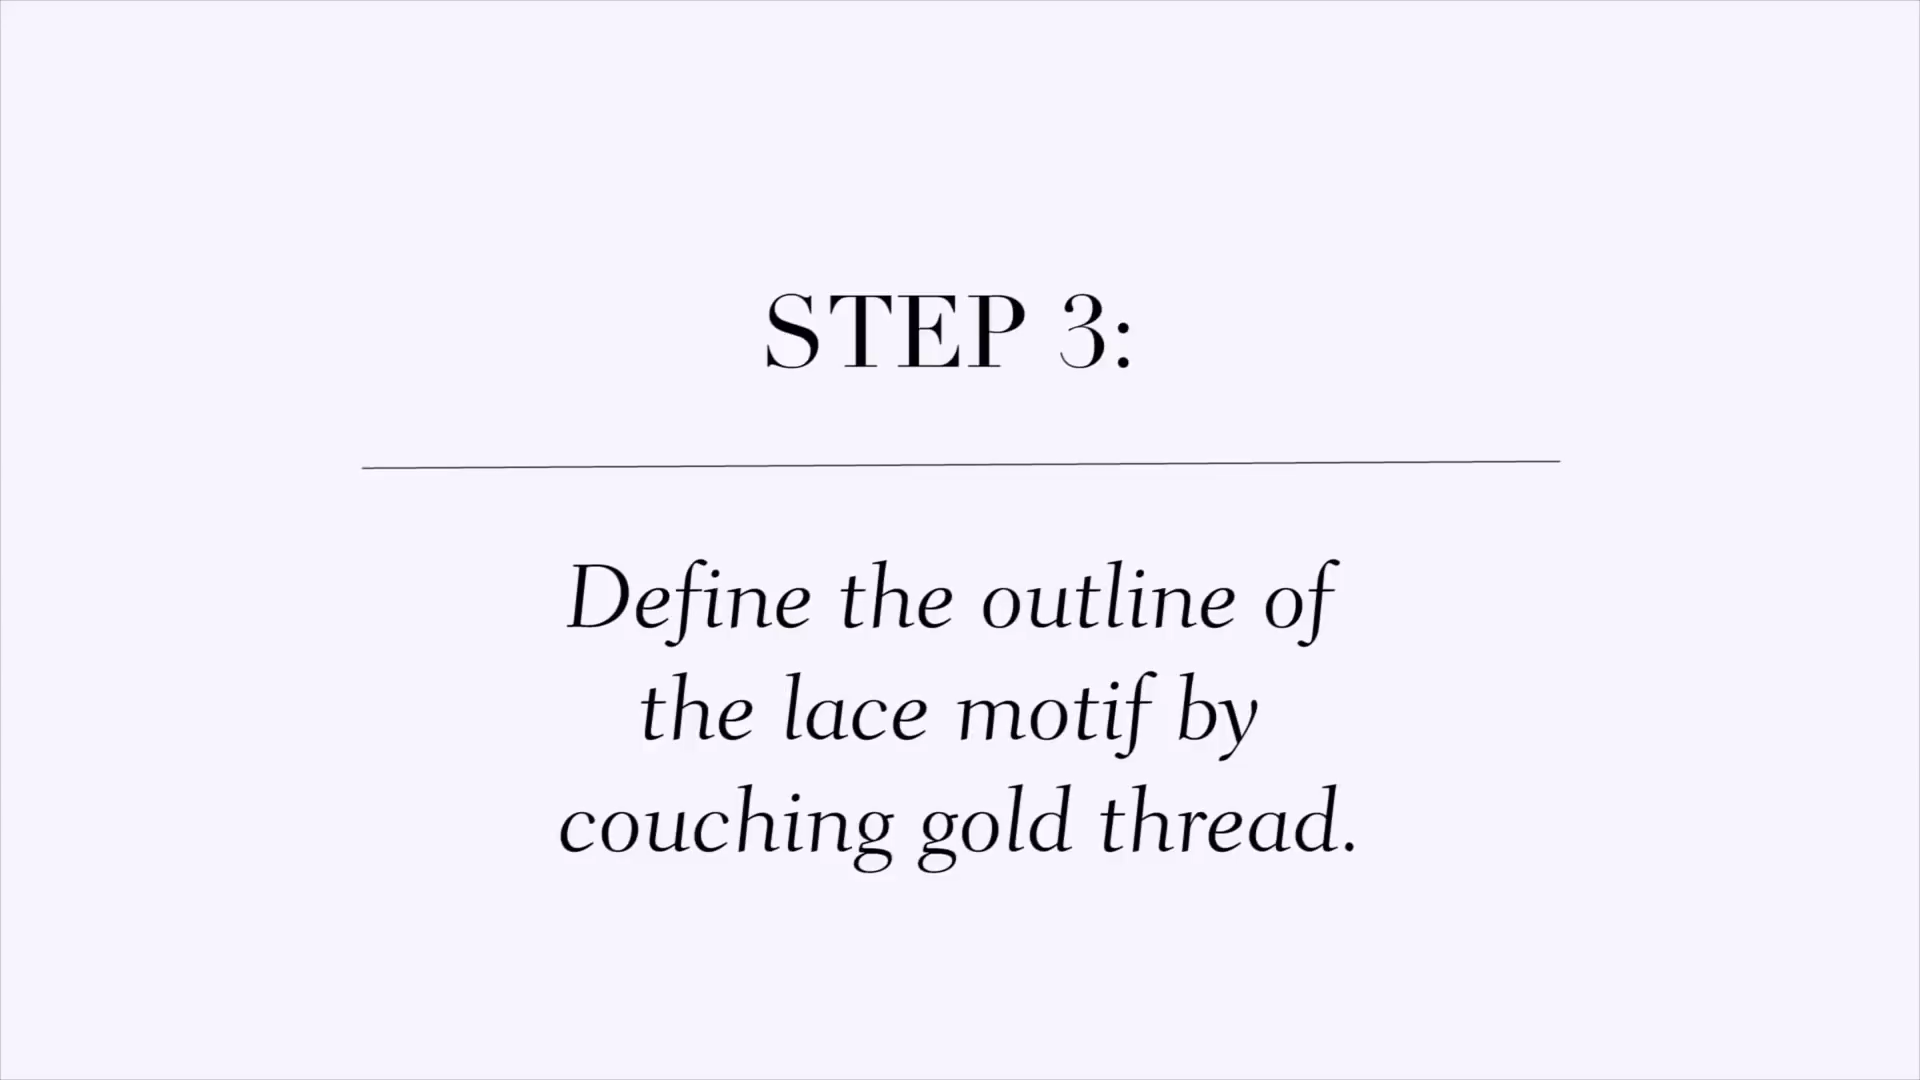 STEP 3:
Define the outline of
the lace motif by
couching gold thread.